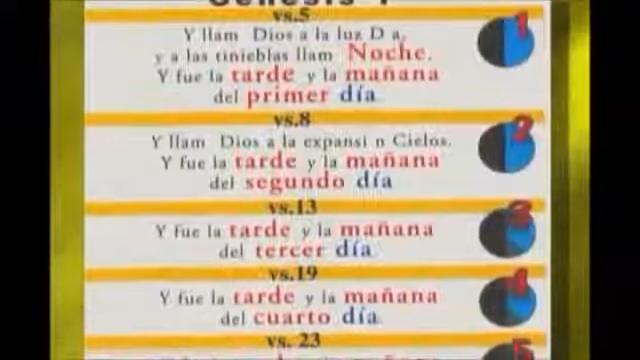 Genesis 1
vs.5
Y llam Dios a la luz D a,
y a las tinieblas llam Noche.
Y fue la tarde y la mañana
del primer día
1
vs.8
Y llam Dios a la expansi n Cielos.
Y fue la tarde y la mañana
del segundo día
2
vs.13
Y fue la tarde y la mañana
del tercer día
3
vs.19
Y fue la tarde y la mañana
del cuarto día
4
vs. 23
5